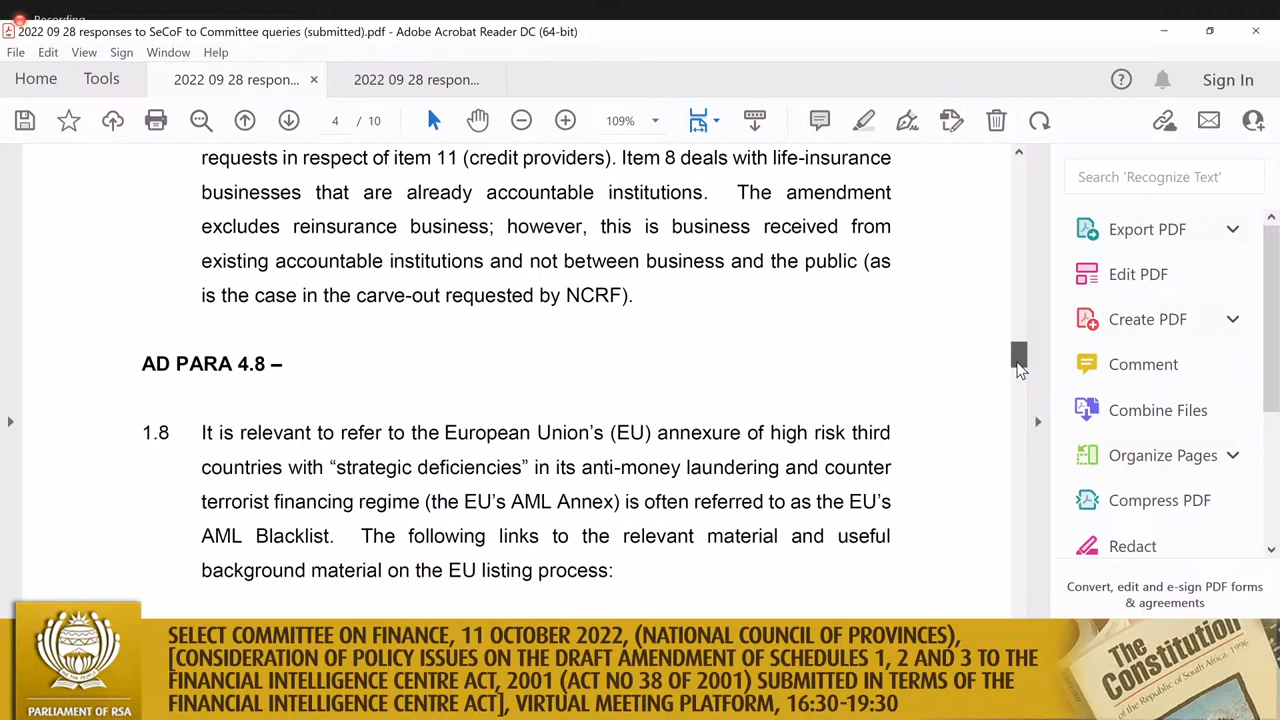 Recording
2022 09 28 responses to SeCoF to Committee queries (submitted).pdf - Adobe Acrobat Reader DC (64-bit)
File Edit View Sign Window Help
Home Tools 2022 09 28 respon... × 2022 09 28 respon... Sign In
4 / 10 109%
requests in respect of item 11 (credit providers). Item 8 deals with life-insurance
businesses that are already accountable institutions. The amendment
excludes reinsurance business; however, this is business received from
existing accountable institutions and not between business and the public (as
is the case in the carve-out requested by NCRF).
AD PARA 4.8 –
1.8 It is relevant to refer to the European Union's (EU) annexure of high risk third
countries with “strategic deficiencies” in its anti-money laundering and counter
terrorist financing regime (the EU's AML Annex) is often referred to as the EU's
AML Blacklist. The following links to the relevant material and useful
background material on the EU listing process:
Search 'Recognize Text'
Export PDF
Edit PDF
Create PDF
Comment
Combine Files
Organize Pages
Compress PDF
Redact
Convert, edit and e-sign PDF forms
& agreements
PARLIAMENT OF RSA
SELECT COMMITTEE ON FINANCE, 11 OCTOBER 2022, (NATIONAL COUNCIL OF PROVINCES),
[CONSIDERATION OF POLICY ISSUES ON THE DRAFT AMENDMENT OF SCHEDULES 1, 2 AND 3 TO THE
FINANCIAL INTELLIGENCE CENTRE ACT, 2001 (ACT NO 38 OF 2001) SUBMITTED IN TERMS OF THE
FINANCIAL INTELLIGENCE CENTRE ACT], VIRTUAL MEETING PLATFORM, 16:30-19:30
The
Constitution
of the Republic of South Africa, 1996